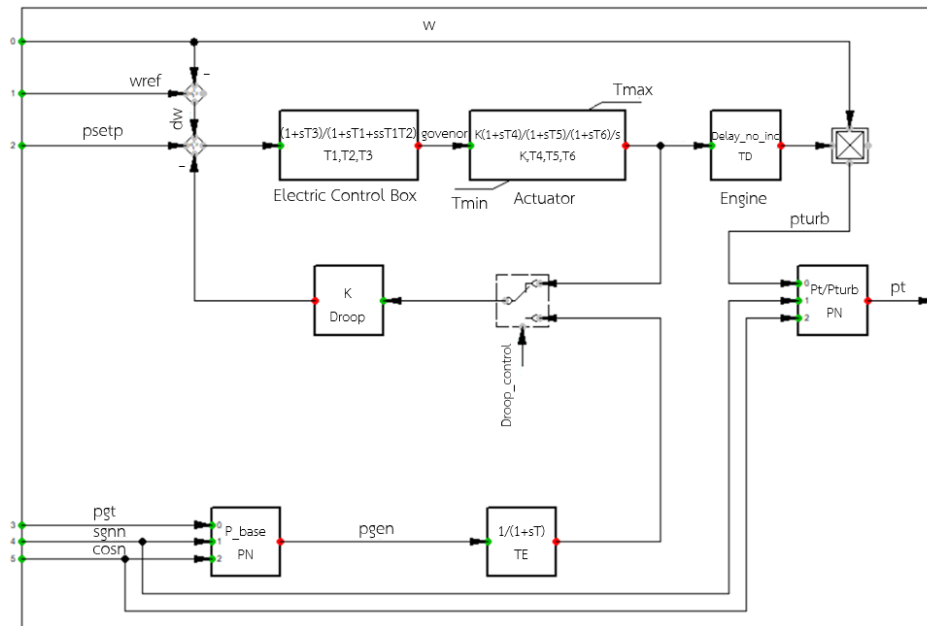 w
0
-
wref
1
Tmax
psetp
dw
2
-
(1+sT3)/(1+sT1+ssT1T2)
T1,T2,T3
govenor
K(1+sT4)/(1+sT5)/(1+sT6)/s
K,T4,T5,T6
Delay_no_inc
TD
Electric Control Box
Tmin
Actuator
Engine
pturb
K
Droop
0
1
2
Pt/Pturb
PN
pt
Droop_control
3
pgt
4
sgnn
5
cosn
0
1
2
P_base
PN
pgen
1/(1+sT)
TE